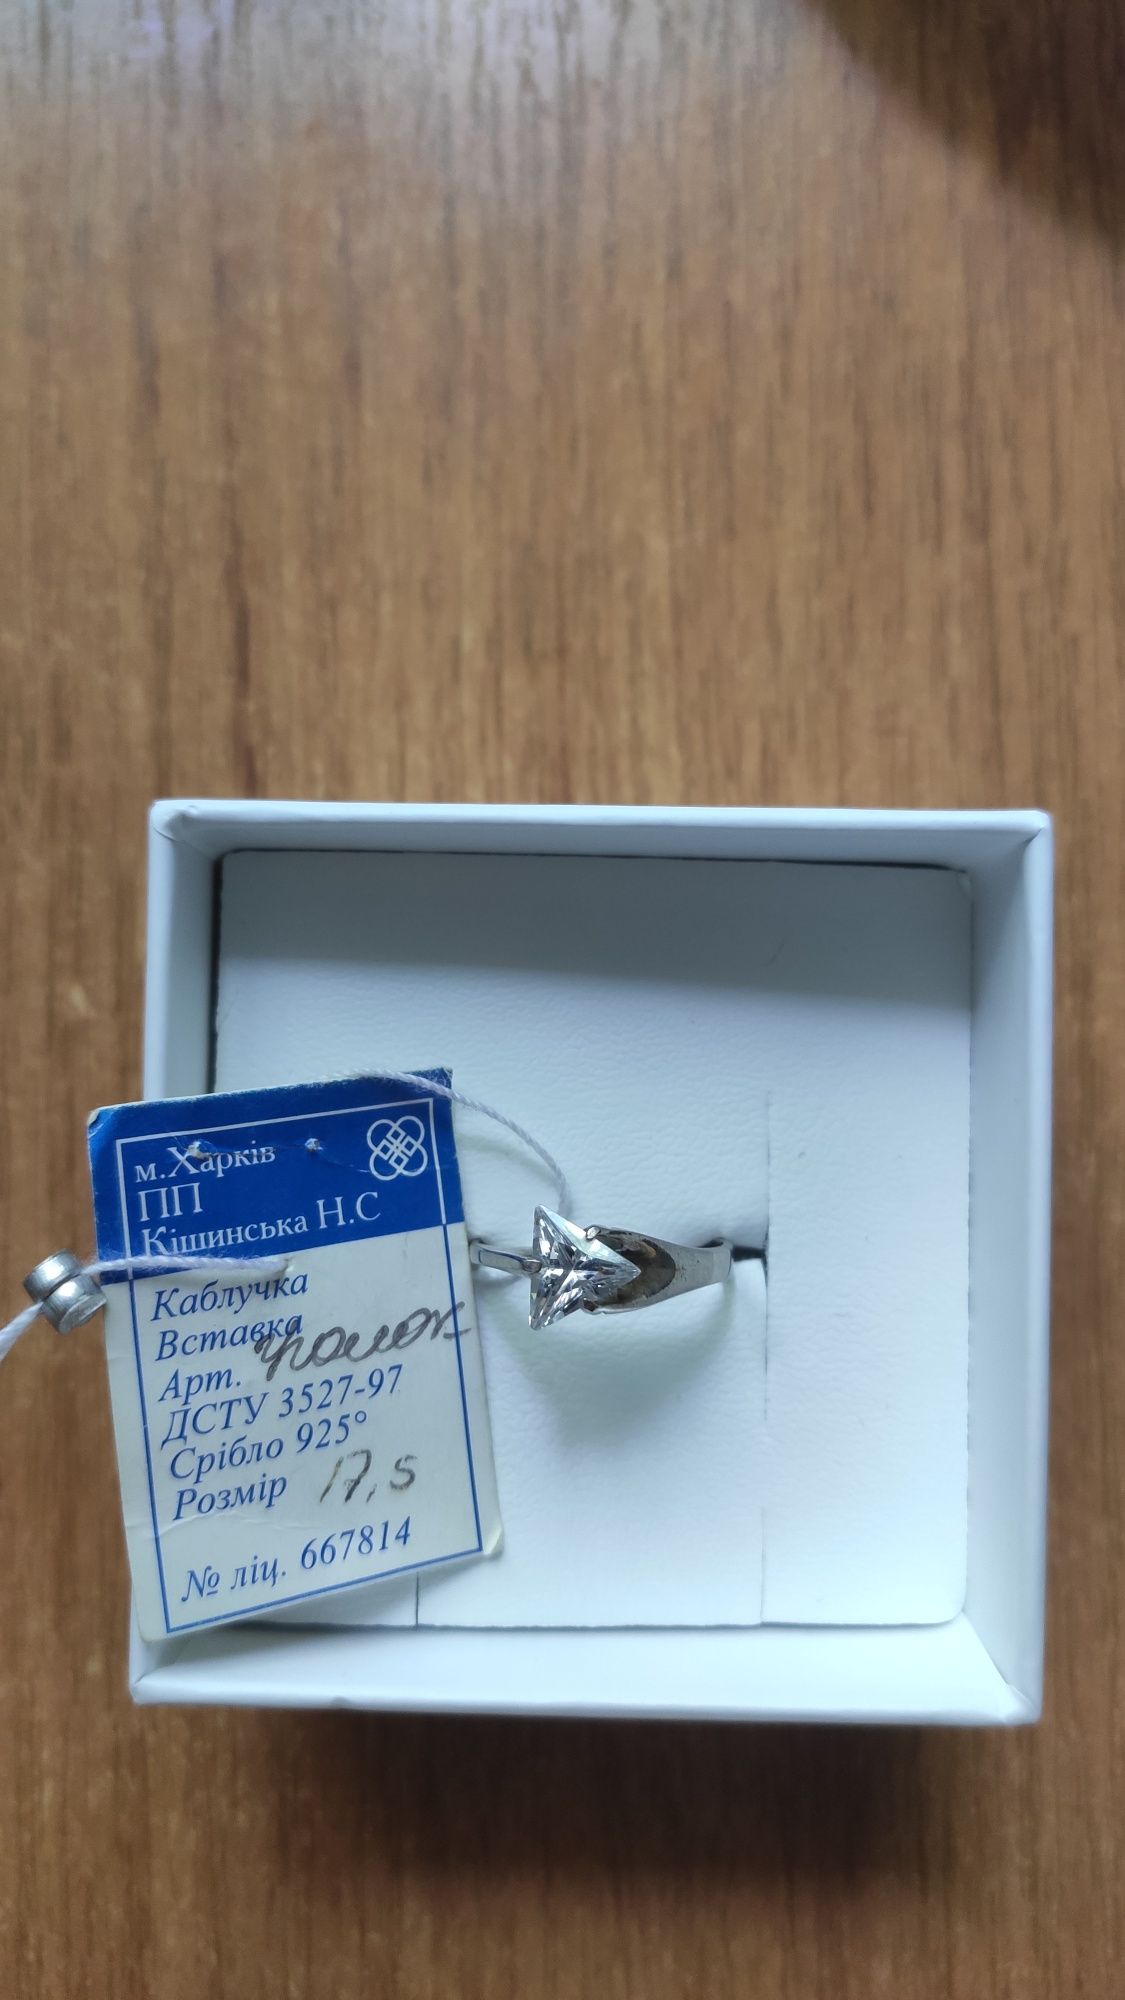 м.Харків
ПП
Кішинська Н.С
Каблучка
Вставка
Арт.
ДСТУ 3527-97
Срібло 925°
Розмір 17,5
№ ліц. 667814